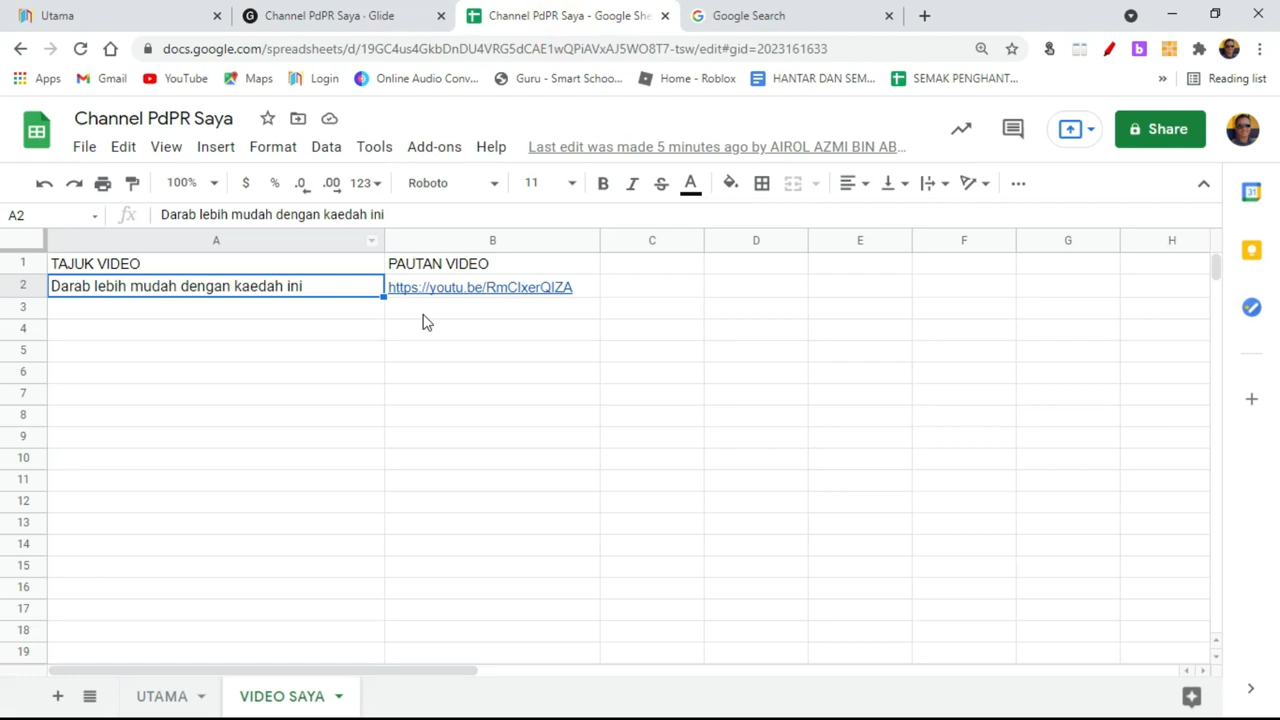 Utama
Channel PdPR Saya - Glide
Channel PdPR Saya - Google She
Google Search
docs.google.com/spreadsheets/d/19GC4us4GkbDnDU4VRG5dCAE1wQPiAVxAJ5WO8T7-tsw/edit#gid=2023161633
Apps
Gmail
YouTube
Maps
Login
Online Audio Conv...
Guru - Smart Schoo...
Home - Roblox
HANTAR DAN SEM...
SEMAK PENGHANT...
»
Reading list
Channel PdPR Saya
File Edit View Insert Format Data Tools Add-ons Help
Last edit was made 5 minutes ago by AIROL AZMI BIN AB...
Share
100% $ % .0 .00 123 Roboto 11 B I S A
A2
fx
Darab lebih mudah dengan kaedah ini
A B C D E F G H
1 TAJUK VIDEO PAUTAN VIDEO
2 Darab lebih mudah dengan kaedah ini https://youtu.be/RmCIxerQIZA
3
4
5
6
7
8
9
10
11
12
13
14
15
16
17
18
19
UTAMA
VIDEO SAYA
31